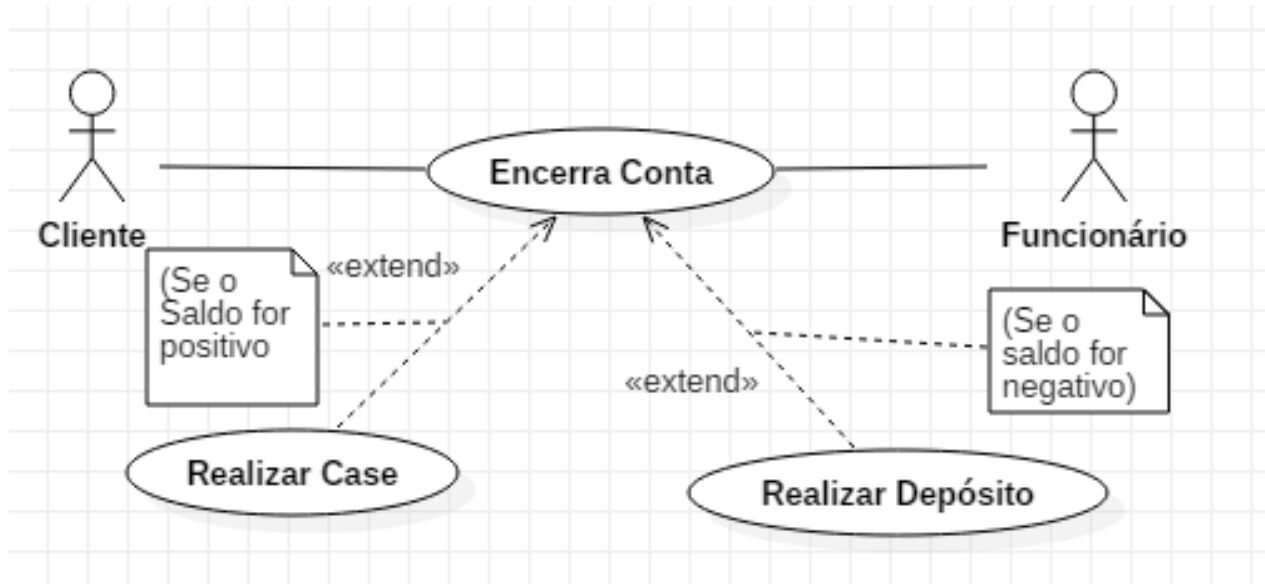 Encerra Conta
Cliente
Funcionário
(Se o
Saldo for
positivo
«extend»
(Se o
saldo for
negativo)
«extend»
Realizar Case
Realizar Depósito